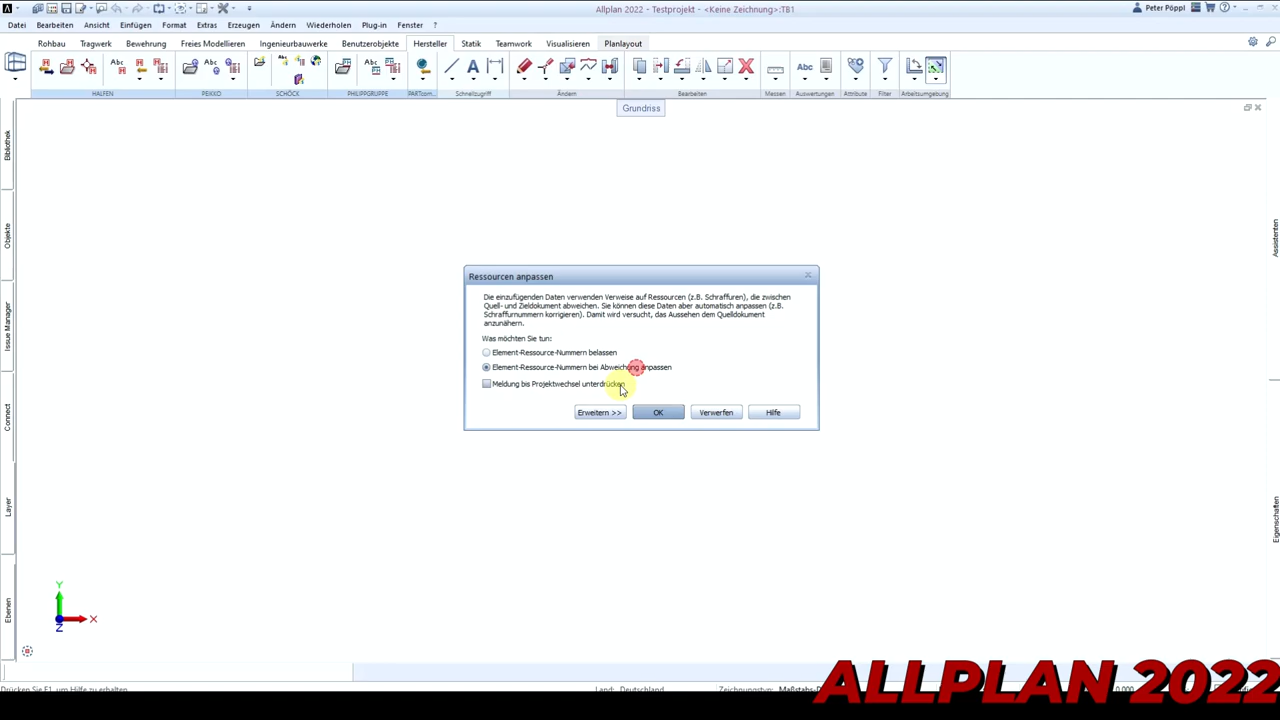 Allplan 2022 - Testprojekt - <Keine Zeichnung>:TB1
Peter Pöppl
Datei Bearbeiten Ansicht Einfügen Format Extras Erzeugen Ändern Wiederholen Plug-in Fenster ?
Rohbau Tragwerk Bewehrung Freies Modellieren Ingenieurbauwerke Benutzerobjekte Hersteller Statik Teamwork Visualisieren Planlayout
HALFEN PEIKKO SCHÖCK PHILIPPGRUPPE PARTcom... Schnellzugriff Ändern Bearbeiten Messen Auswertungen Attribute Filter Arbeitsumgebung
Grundriss
Bibliothek
Objekte
Issue Manager
Connect
Layer
Ebenen
Assistenten
Eigenschaften
Ressourcen anpassen
Die einzufügenden Daten verwenden Verweise auf Ressourcen (z.B. Schraffuren), die zwischen
Quell- und Zieldokument abweichen. Sie können diese Daten aber automatisch anpassen (z.B.
Schraffurnummern korrigieren). Damit wird versucht, das Aussehen dem Quelldokument
anzunähern.
Was möchten Sie tun:
Element-Ressource-Nummern belassen
Element-Ressource-Nummern bei Abweichung anpassen
Meldung bis Projektwechsel unterdrücken
Erweitern >> OK Verwerfen Hilfe
Y
X
Z
Drücken Sie F1, um Hilfe zu erhalten.
Land: Deutschland
Zeichnungstyp:
0.000
ALLPLAN 2022